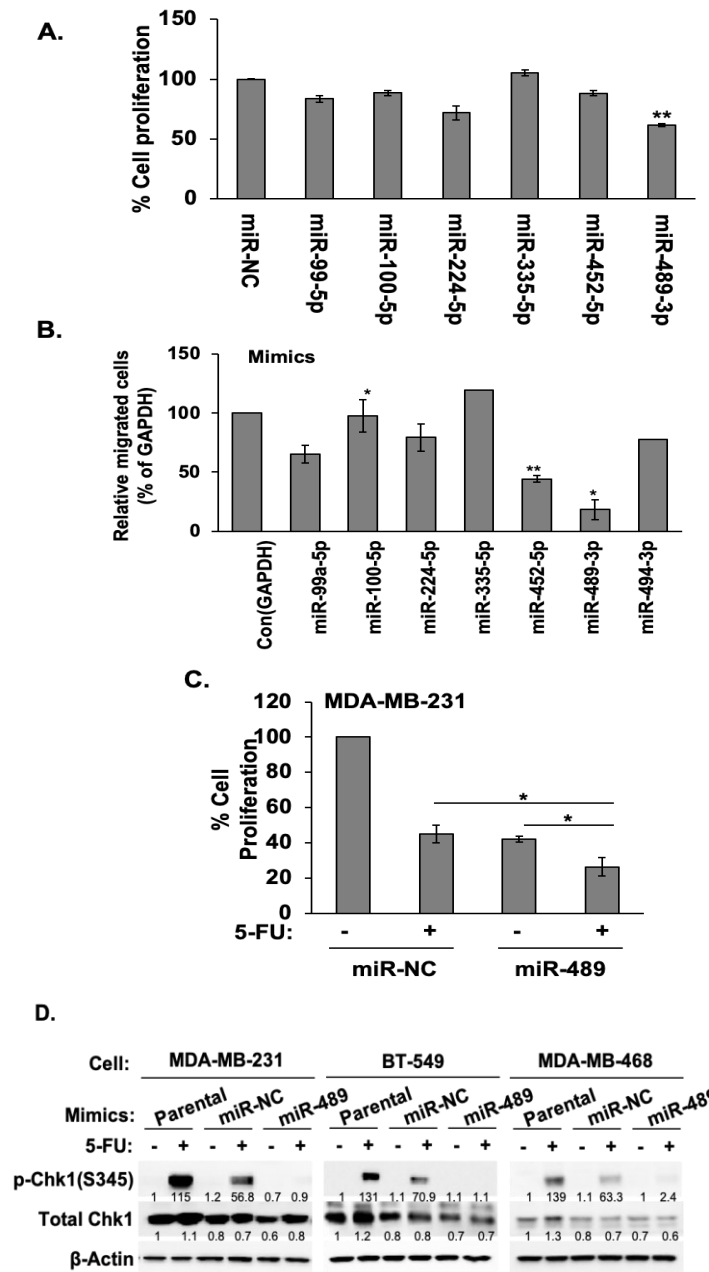 A.
% Cell proliferation
150
100
50
0
**
miR-NC
miR-99-5p
miR-100-5p
miR-224-5p
miR-335-5p
miR-452-5p
miR-489-3p
B.
Mimics
Relative migrated cells
(% of GAPDH)
150
100
50
0
*
**
*
Con(GAPDH)
miR-99a-5p
miR-100-5p
miR-224-5p
miR-335-5p
miR-452-5p
miR-489-3p
miR-494-3p
C.
MDA-MB-231
% Cell
Proliferation
120
100
80
60
40
20
0
*
*
5-FU: - + - +
miR-NC miR-489
D.
Cell: MDA-MB-231 BT-549 MDA-MB-468
Mimics: Parental miR-NC miR-489 Parental miR-NC miR-489 Parental miR-NC miR-489
5-FU: - + - + - + - + - + - + - + - + - +
p-Chk1(S345)
1 115 1.2 56.8 0.7 0.9 1 131 1.1 70.9 1.1 1.1 1 139 1.1 63.3 1 2.4
Total Chk1
1 1.1 0.8 0.7 0.6 0.8 1 1.2 0.8 0.8 0.7 0.7 1 1.3 0.7 0.8 0.7 0.6
β-Actin